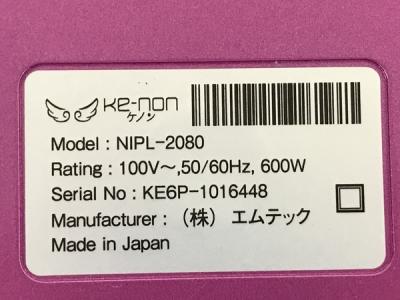 Ke-non
ケノン
Model : NIPL-2080
Rating : 100V～,50/60Hz, 600W
Serial No : KE6P-1016448
Manufacturer : （株） エムテック
Made in Japan